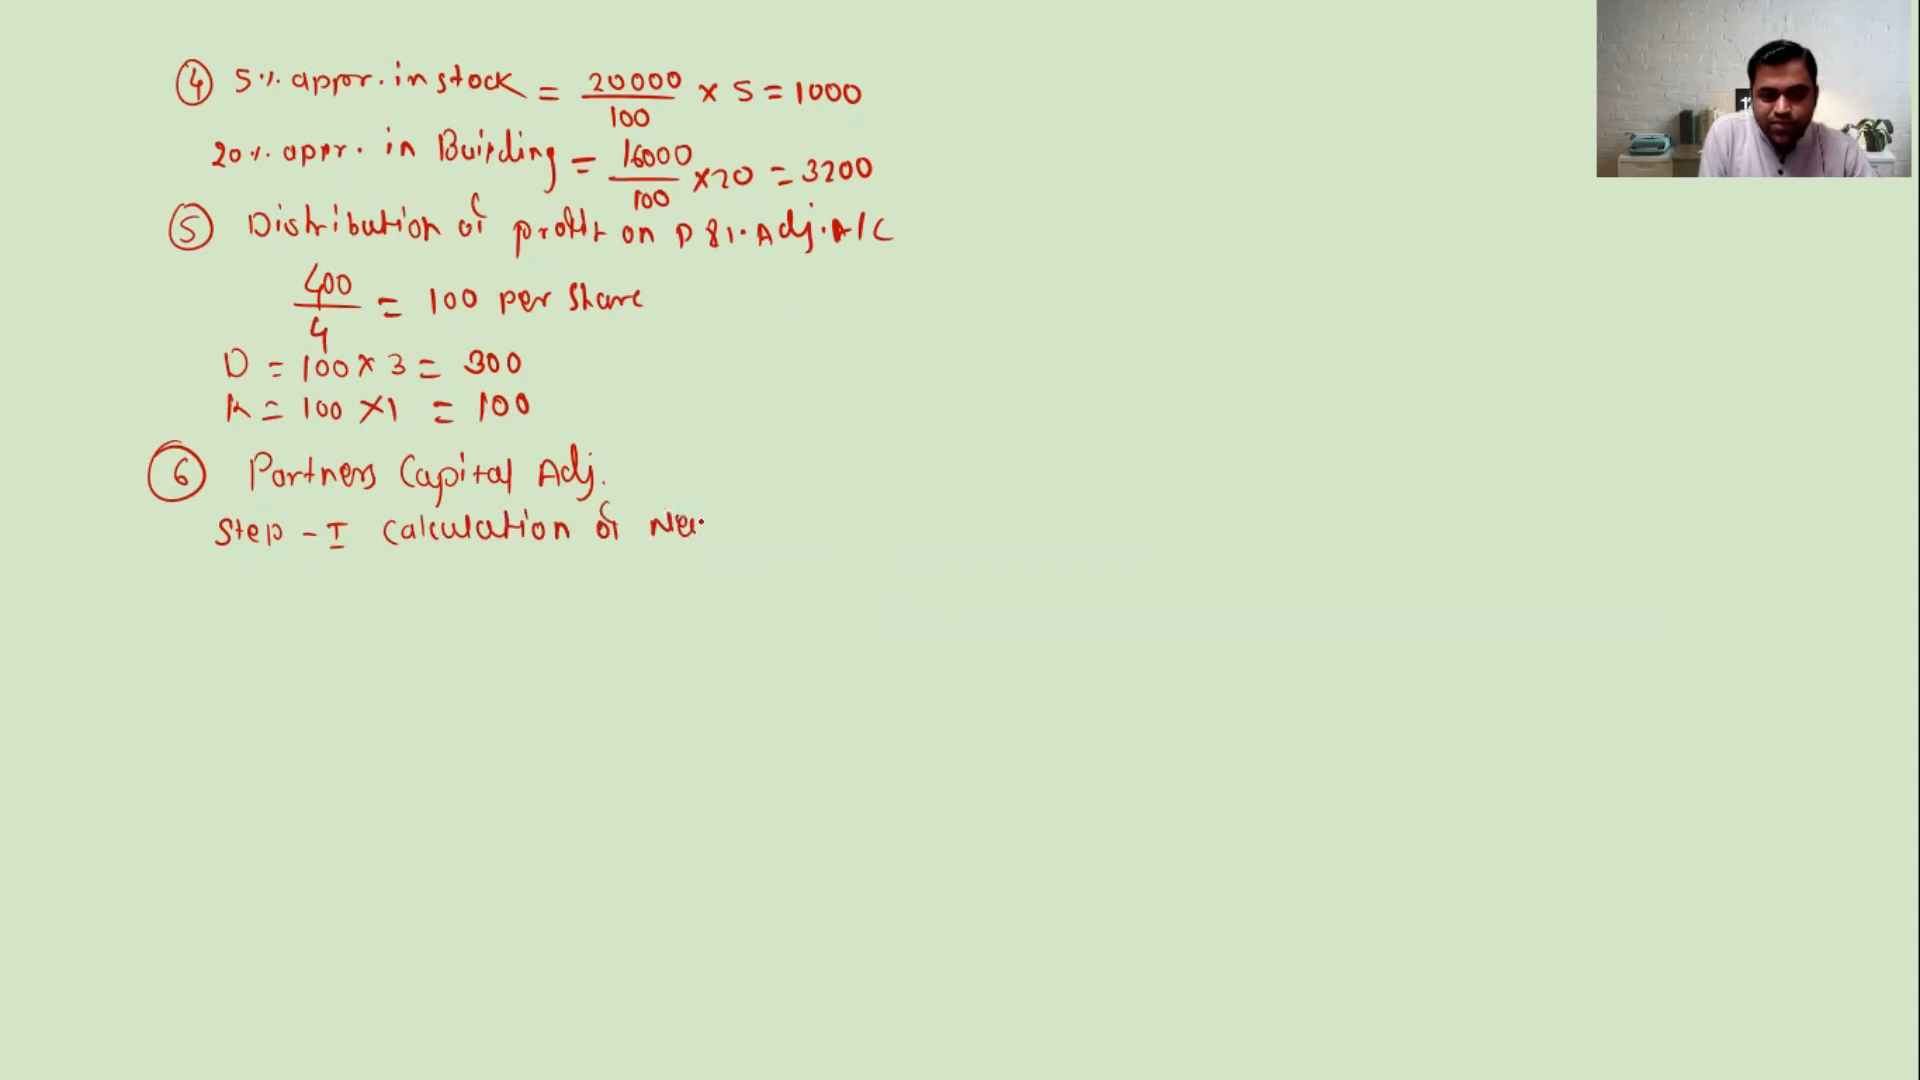 ④ 5% appr. in stock = 20000/100 × 5 = 1000
20% appr. in Building = 16000/100 × 20 = 3200
⑤ Distribution of profit on P&L. Adj. A/C
400/4 = 100 per share
D = 100 × 3 = 300
K = 100 × 1 = 100
⑥ Partners Capital Adj.
Step - I Calculation of Ne